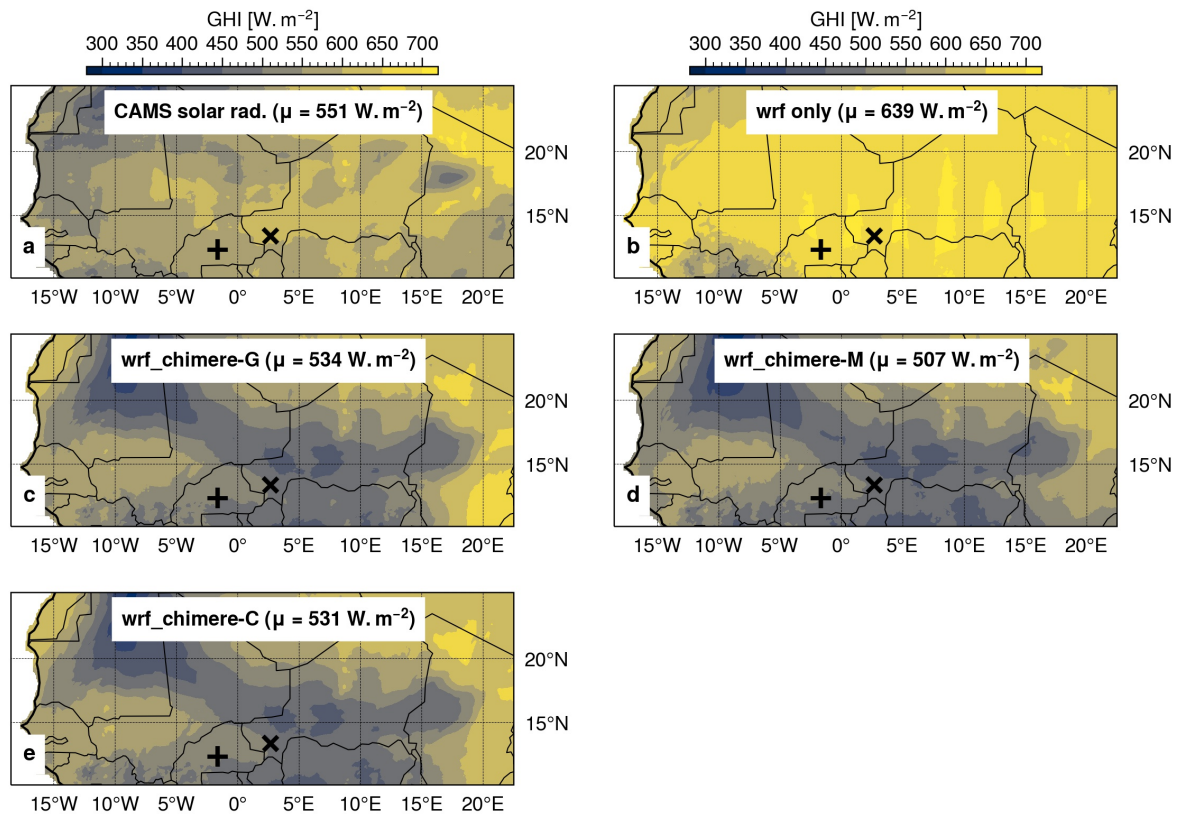 GHI [W. m−2]
300 350 400 450 500 550 600 650 700
CAMS solar rad. (μ = 551 W. m−2)
20°N
15°N
a
15°W 10°W 5°W 0° 5°E 10°E 15°E 20°E
GHI [W. m−2]
300 350 400 450 510 550 600 650 700
wrf only (μ = 639 W. m−2)
20°N
15°N
b
15°W 10°W 5°W 0° 5°E 10°E 15°E 20°E
wrf_chimere-G (μ = 534 W. m−2)
20°N
15°N
c
15°W 10°W 5°W 0° 5°E 10°E 15°E 20°E
wrf_chimere-M (μ = 507 W. m−2)
20°N
15°N
d
15°W 10°W 5°W 0° 5°E 10°E 15°E 20°E
wrf_chimere-C (μ = 531 W. m−2)
20°N
15°N
e
15°W 10°W 5°W 0° 5°E 10°E 15°E 20°E